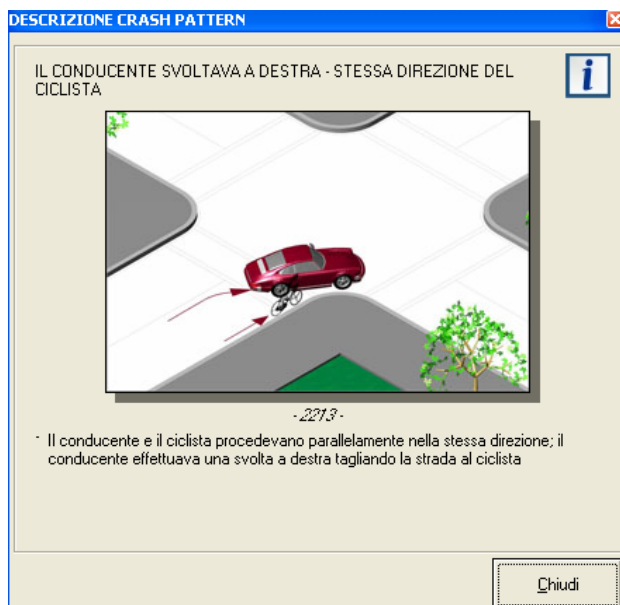 DESCRIZIONE CRASH PATTERN
IL CONDUCENTE SVOLTAVA A DESTRA - STESSA DIREZIONE DEL
CICLISTA
i
- 2213 -
- Il conducente e il ciclista procedevano parallelamente nella stessa direzione; il
conducente effettuava una svolta a destra tagliando la strada al ciclista
Chiudi